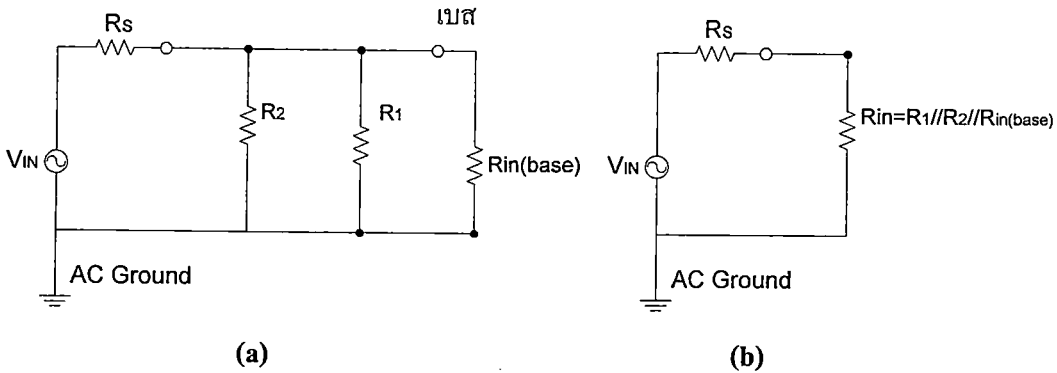 Rs
เบส
R2
R1
VIN
Rin(base)
AC Ground
(a)
Rs
Rin=R1//R2//Rin(base)
VIN
AC Ground
(b)